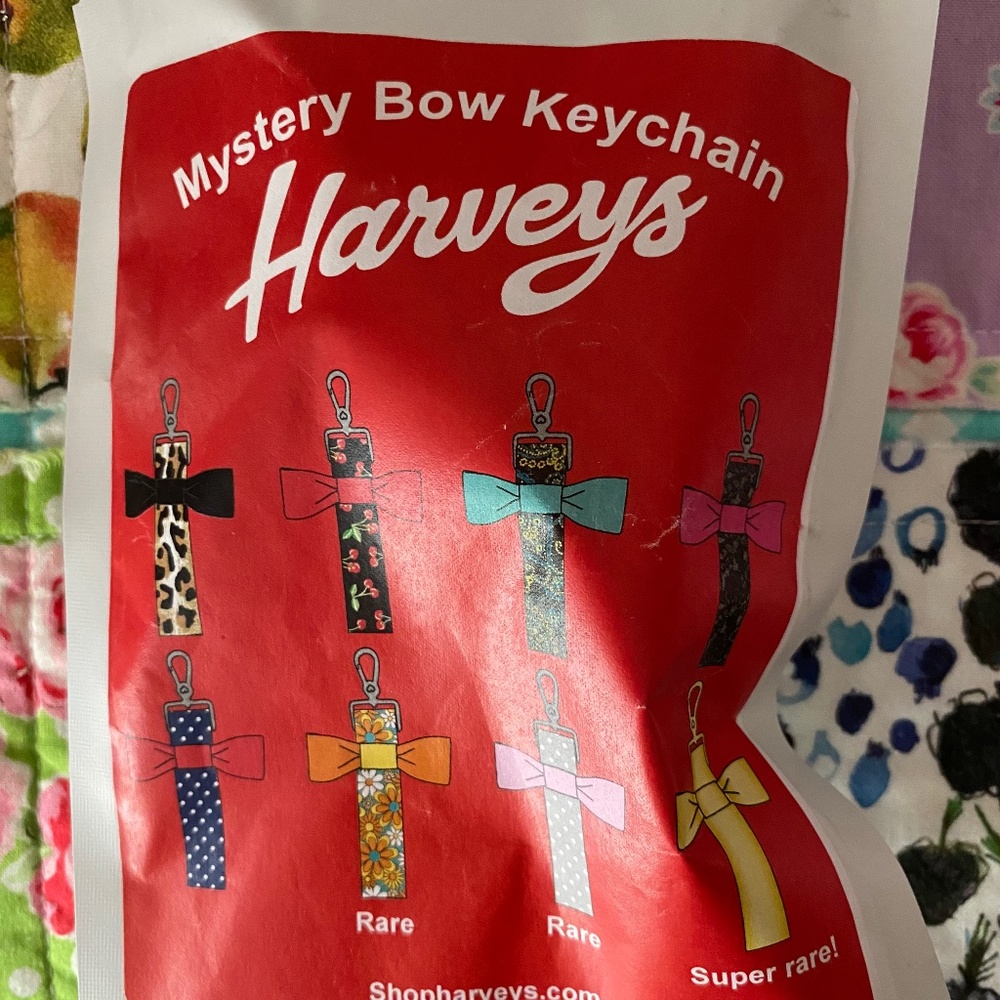 Mystery Bow Keychain
Harveys
Rare
Rare
Super rare!
Shopharveys.com